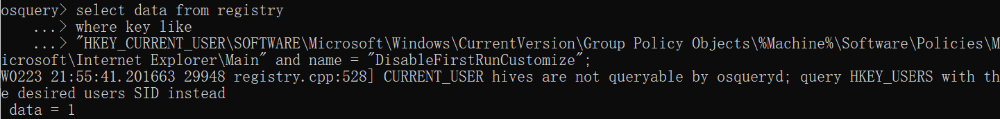 osquery> select data from registry
    ...> where key like
    ...> "HKEY_CURRENT_USER\SOFTWARE\Microsoft\Windows\CurrentVersion\Group Policy Objects\%Machine%\Software\Policies\M
icrosoft\Internet Explorer\Main" and name = "DisableFirstRunCustomize";
W0223 21:55:41.201663 29948 registry.cpp:528] CURRENT_USER hives are not queryable by osqueryd; query HKEY_USERS with th
e desired users SID instead
 data = 1